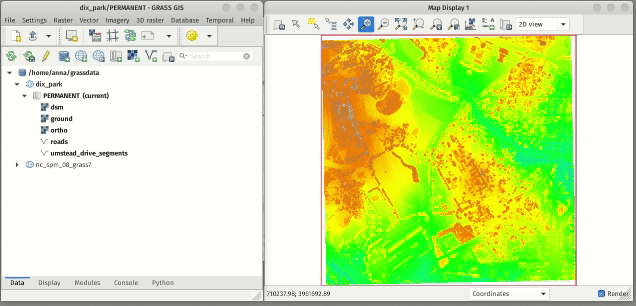 dix_park/PERMANENT - GRASS GIS
File Settings Raster Vector Imagery 3D raster Database Temporal Help
Search
/home/anna/grassdata
dix_park
PERMANENT (current)
dsm
ground
ortho
roads
umstead_drive_segments
nc_spm_08_grass7
Data Display Modules Console Python
Map Display 1
2D view
710237.98; 3961692.89
Coordinates
Render